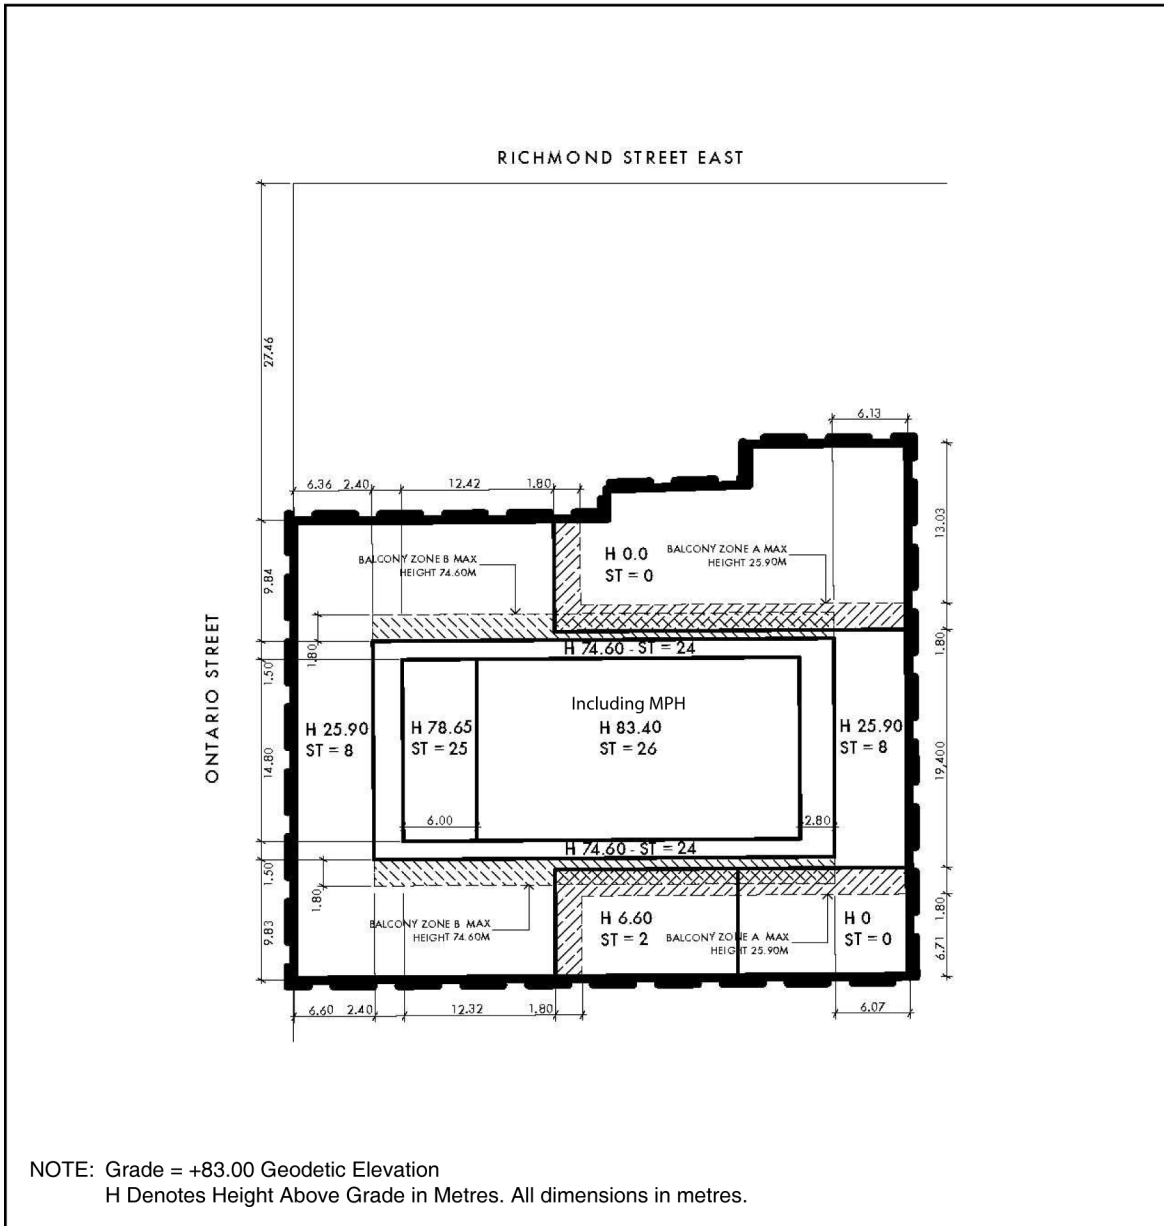 RICHMOND STREET EAST
27.46
6.13
6.36 2.40 12.42 1.80
13.03
BALCONY ZONE B MAX
HEIGHT 74.60M
H 0.0
ST = 0
BALCONY ZONE A MAX
HEIGHT 25.90M
9.84
1.80
1.80
1.50
H 74.60 - ST = 24
ONTARIO STREET
H 25.90
ST = 8
H 78.65
ST = 25
Including MPH
H 83.40
ST = 26
H 25.90
ST = 8
14.80
19,400
6.00
2.80
H 74.60 - ST = 24
1.50
1.80
9.83
BALCONY ZONE B MAX
HEIGHT 74.60M
H 6.60
ST = 2
BALCONY ZONE A MAX
HEIGHT 25.90M
H 0
ST = 0
1.80
6.71
6.60 2.40 12.32 1.80
6.07
NOTE: Grade = +83.00 Geodetic Elevation
H Denotes Height Above Grade in Metres. All dimensions in metres.